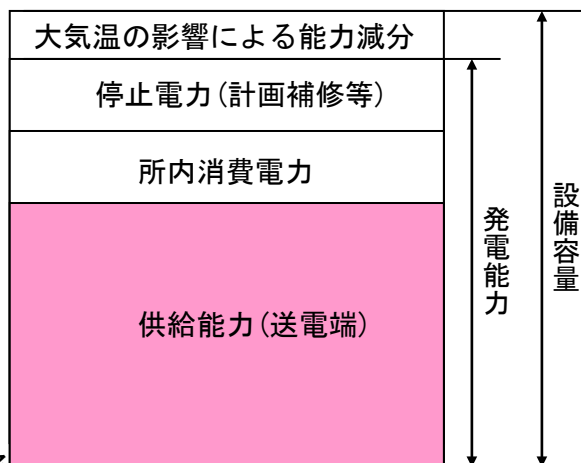 大気温の影響による能力減分
停止電力(計画補修等)
所内消費電力
供給能力(送電端)
発電能力
設備容量